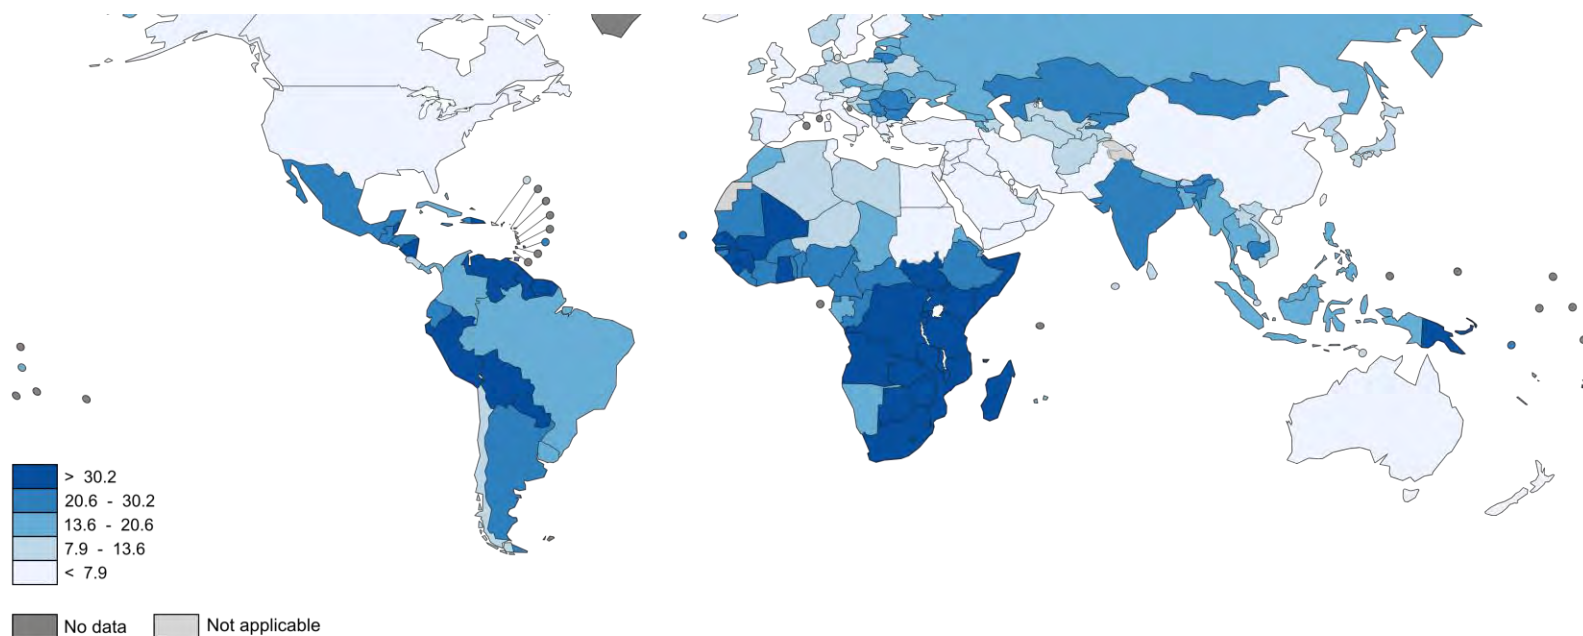 > 30.2
20.6 - 30.2
13.6 - 20.6
7.9 - 13.6
< 7.9
No data
Not applicable